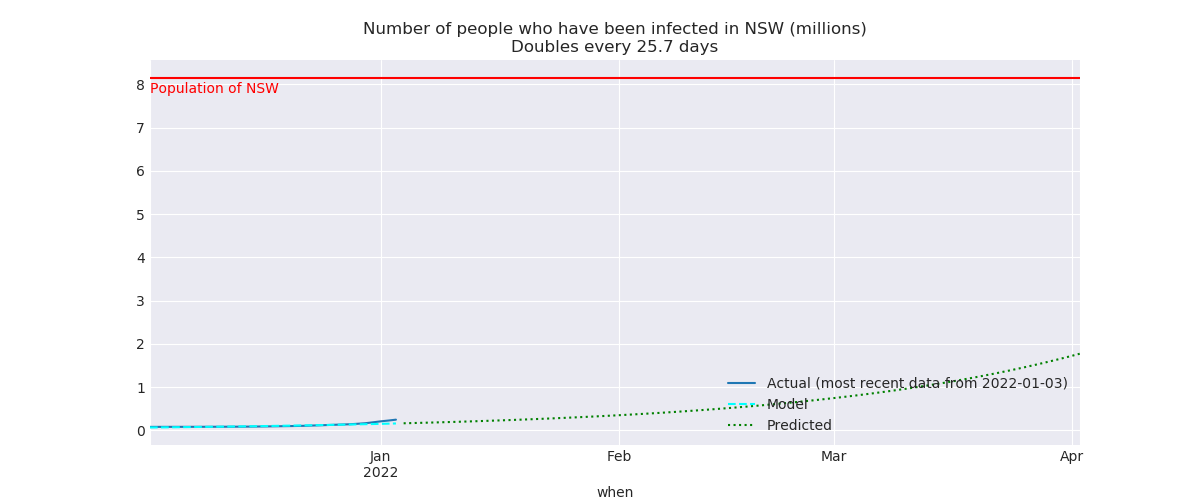 Number of people who have been infected in NSW (millions)
Doubles every 25.7 days
8
Population of NSW
7
6
5
4
3
2
1
0
Actual (most recent data from 2022-01-03)
Model
Predicted
Jan
2022
Feb
Mar
Apr
when